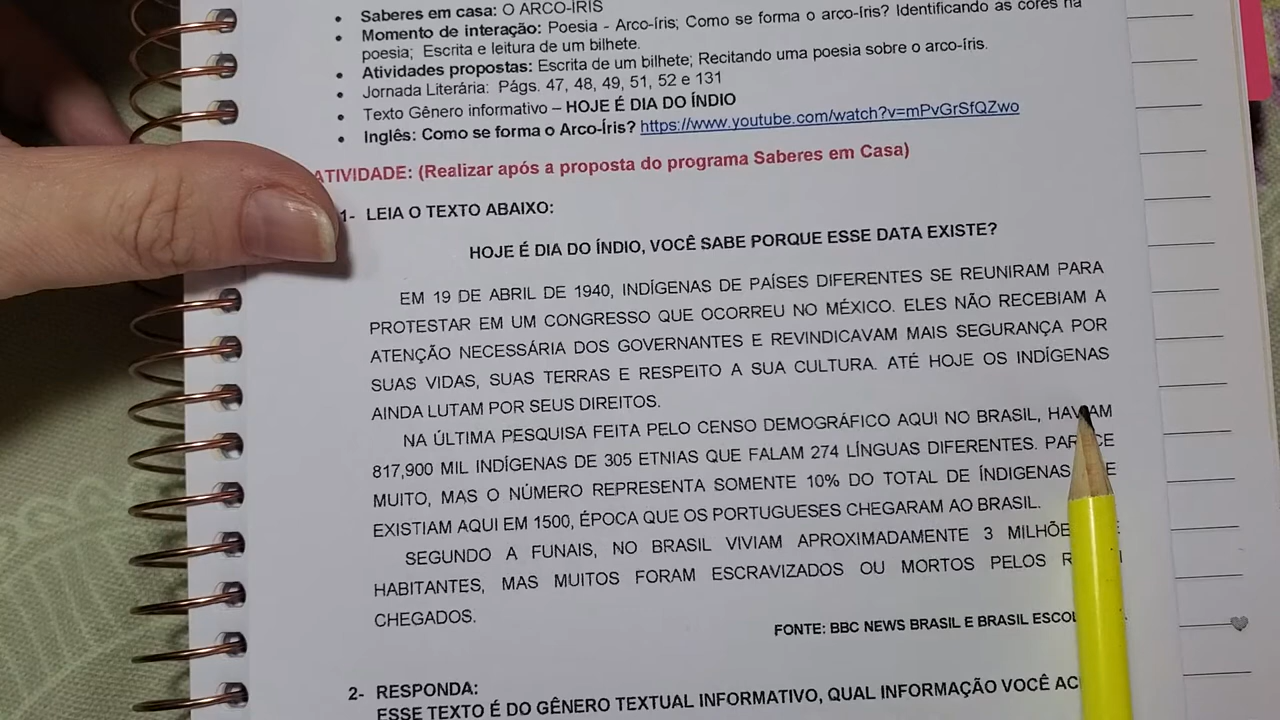 Saberes em casa: O ARCO-ÍRIS
Momento de interação: Poesia - Arco-íris; Como se forma o arco-íris? Identificando as cores na
poesia; Escrita e leitura de um bilhete.
Atividades propostas: Escrita de um bilhete; Recitando uma poesia sobre o arco-íris.
Jornada Literária: Págs. 47, 48, 49, 51, 52 e 131
Texto Gênero informativo – HOJE É DIA DO ÍNDIO
Inglês: Como se forma o Arco-Íris? https://www.youtube.com/watch?v=mPvGrSfQZwo
ATIVIDADE: (Realizar após a proposta do programa Saberes em Casa)
1- LEIA O TEXTO ABAIXO:
HOJE É DIA DO ÍNDIO, VOCÊ SABE PORQUE ESSE DATA EXISTE?
EM 19 DE ABRIL DE 1940, INDÍGENAS DE PAÍSES DIFERENTES SE REUNIRAM PARA
PROTESTAR EM UM CONGRESSO QUE OCORREU NO MÉXICO. ELES NÃO RECEBIAM A
ATENÇÃO NECESSÁRIA DOS GOVERNANTES E REVINDICAVAM MAIS SEGURANÇA POR
SUAS VIDAS, SUAS TERRAS E RESPEITO A SUA CULTURA. ATÉ HOJE OS INDÍGENAS
AINDA LUTAM POR SEUS DIREITOS.
NA ÚLTIMA PESQUISA FEITA PELO CENSO DEMOGRÁFICO AQUI NO BRASIL, HAVIAM
817,900 MIL INDÍGENAS DE 305 ETNIAS QUE FALAM 274 LÍNGUAS DIFERENTES. PARECE
MUITO, MAS O NÚMERO REPRESENTA SOMENTE 10% DO TOTAL DE ÍNDIGENAS
EXISTIAM AQUI EM 1500, ÉPOCA QUE OS PORTUGUESES CHEGARAM AO BRASIL.
SEGUNDO A FUNAIS, NO BRASIL VIVIAM APROXIMADAMENTE 3
HABITANTES, MAS MUITOS FORAM ESCRAVIZADOS OU MORTOS PELOS
CHEGADOS.
FONTE: BBC NEWS BRASIL E BRASIL
2- RESPONDA:
ESSE TEXTO É DO GÊNERO TEXTUAL INFORMATIVO, QUAL INFORMAÇÃO VOCÊ